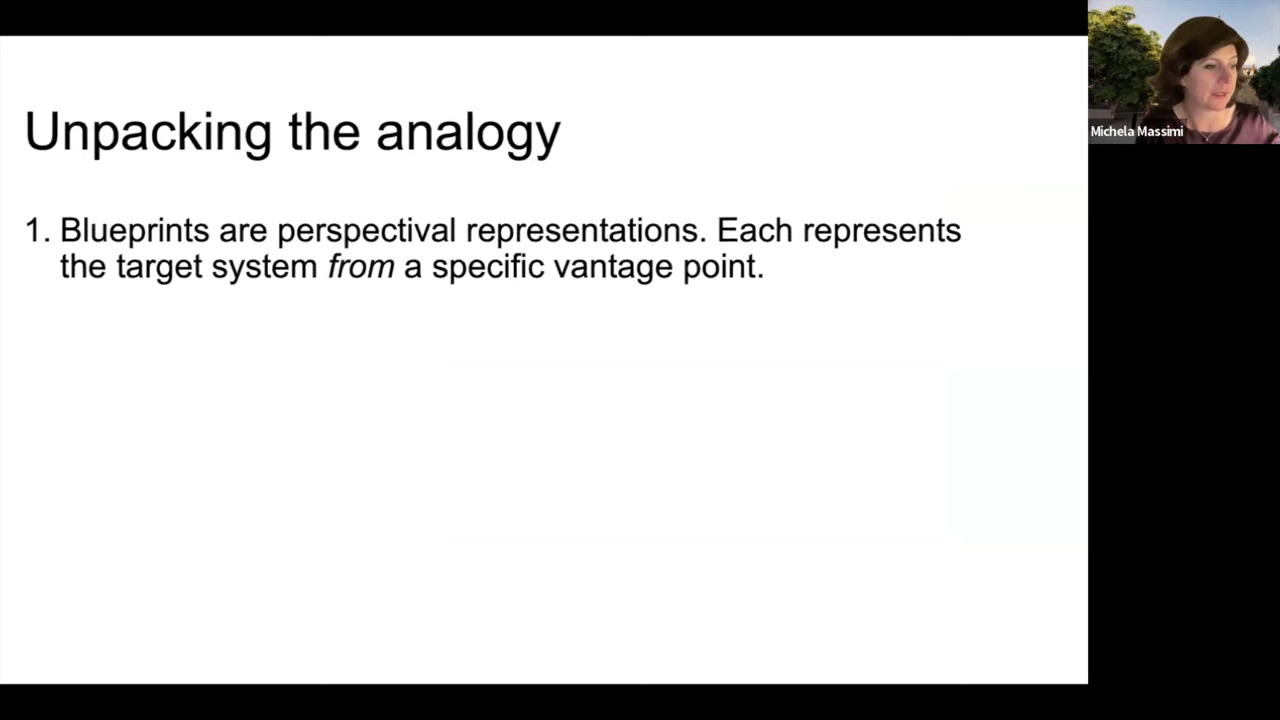 Unpacking the analogy
1. Blueprints are perspectival representations. Each represents
the target system from a specific vantage point.
Michela Massimi